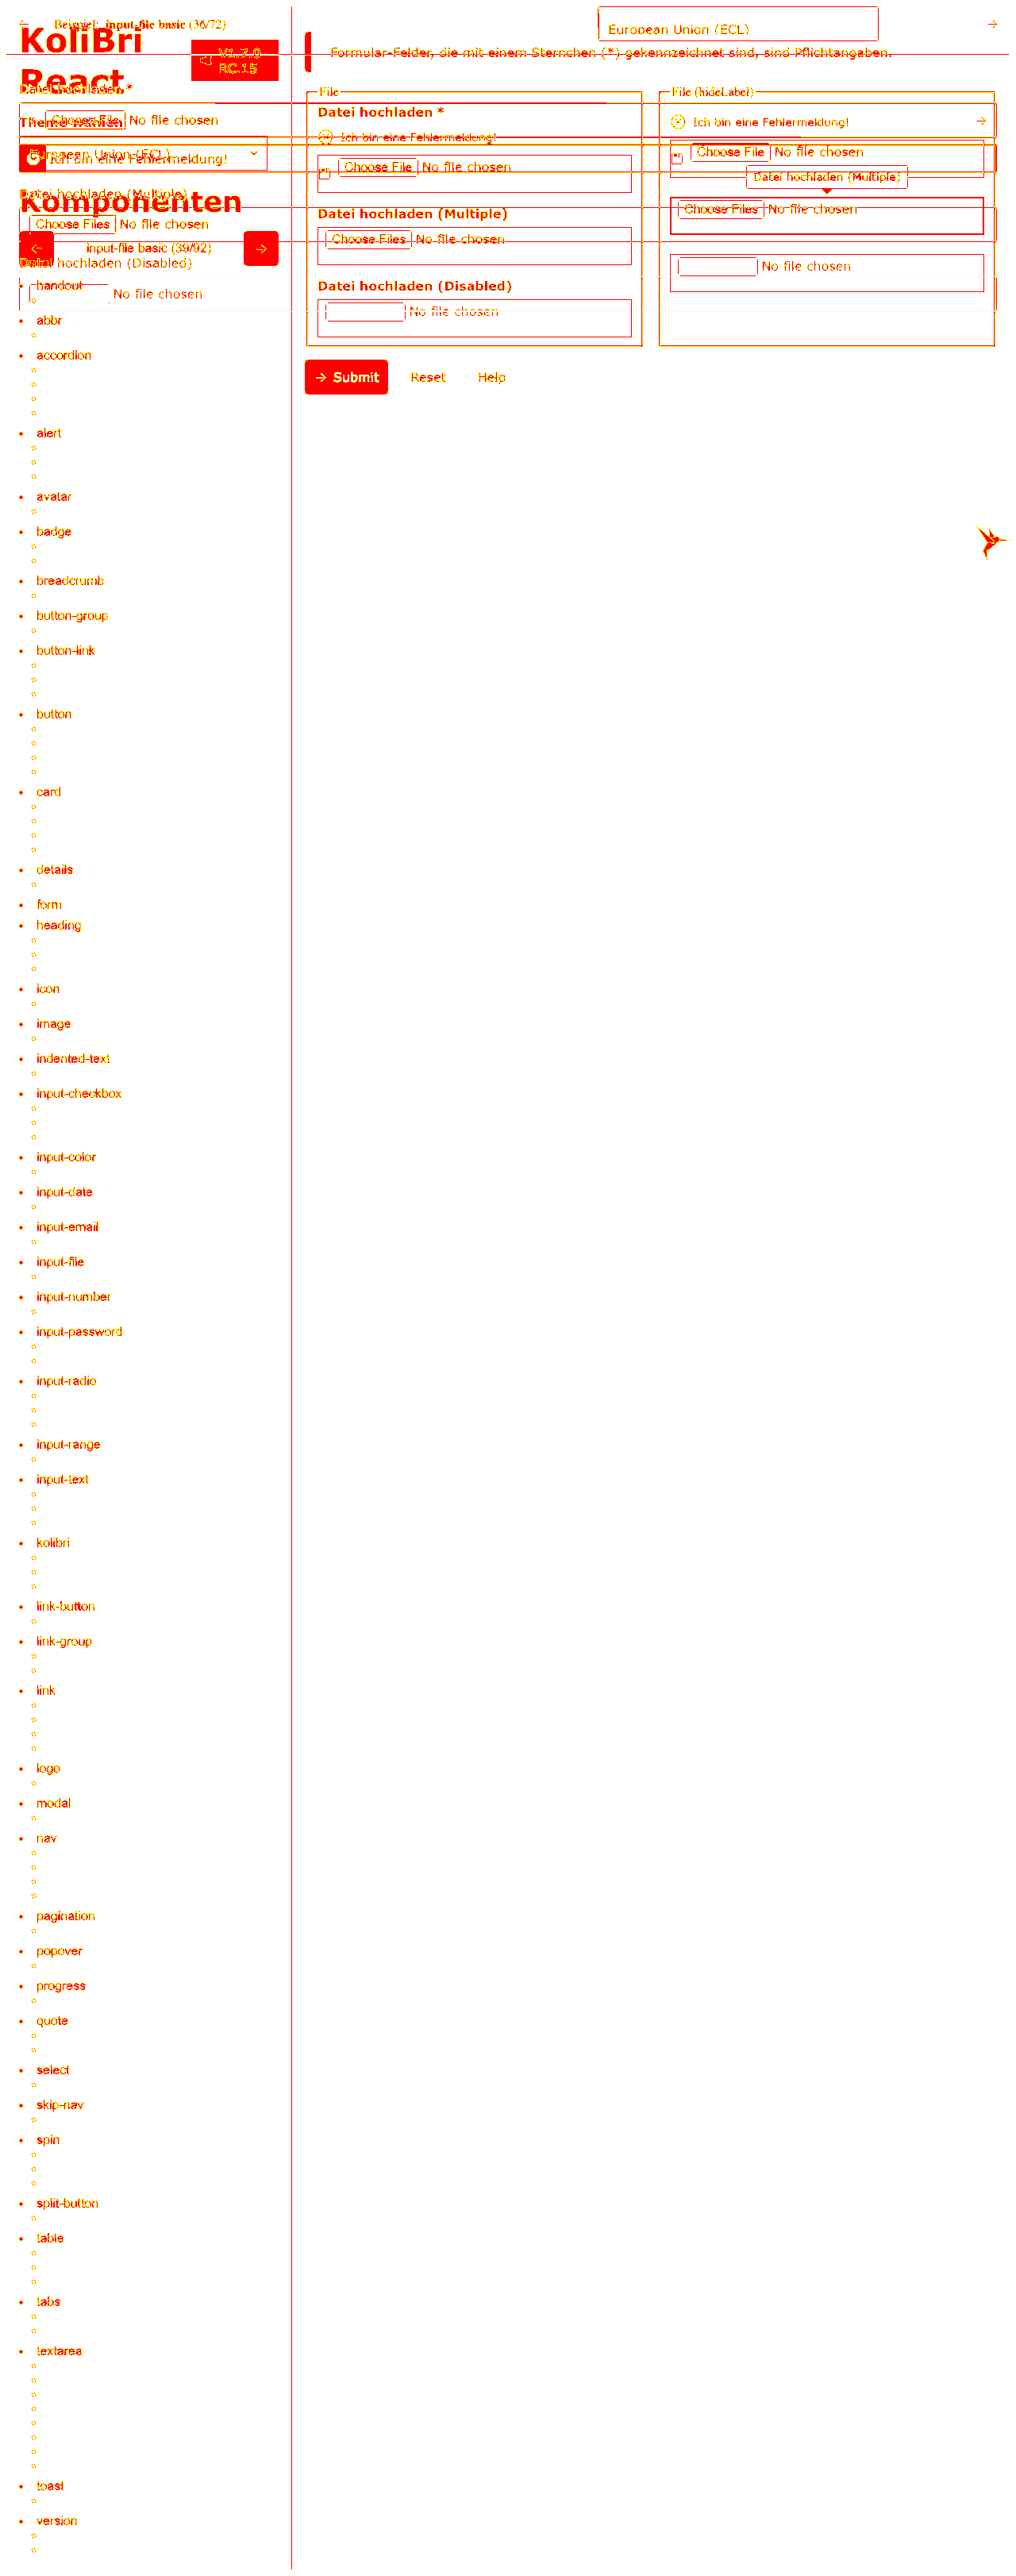 Beispiel: input-file basic (36/72)
European Union (ECL)
KoliBri
React
V1.7.0
RC.15
Formular-Felder, die mit einem Sternchen (*) gekennzeichnet sind, sind Pflichtangaben.
Datei hochladen *
Theme wählen
Choose File No file chosen
European Union (ECL)
Ich bin eine Fehlermeldung!
Datei hochladen (Multiple)
Komponenten
Choose Files No file chosen
input-file basic (39/92)
Datei hochladen (Disabled)
No file chosen
File
Datei hochladen *
Ich bin eine Fehlermeldung!
Choose File No file chosen
Datei hochladen (Multiple)
Choose Files No file chosen
Datei hochladen (Disabled)
No file chosen
File (hideLabel)
Ich bin eine Fehlermeldung!
Choose File No file chosen
Datei hochladen (Multiple)
Choose Files No file chosen
No file chosen
Submit Reset Help
handout
abbr
accordion
alert
avatar
badge
breadcrumb
button-group
button-link
button
card
details
form
heading
icon
image
indented-text
input-checkbox
input-color
input-date
input-email
input-file
input-number
input-password
input-radio
input-range
input-text
kolibri
link-button
link-group
link
logo
modal
nav
pagination
popover
progress
quote
select
skip-nav
spin
split-button
table
tabs
textarea
toast
version